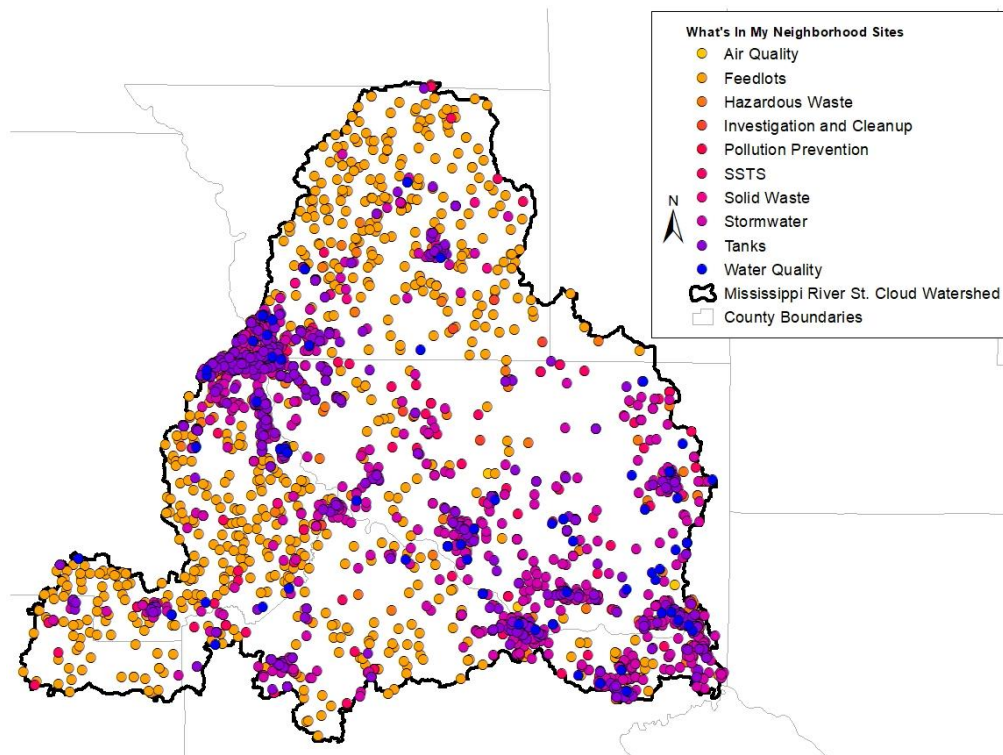 What's In My Neighborhood Sites
Air Quality
Feedlots
Hazardous Waste
Investigation and Cleanup
Pollution Prevention
SSTS
Solid Waste
Stormwater
Tanks
Water Quality
Mississippi River St. Cloud Watershed
County Boundaries
N